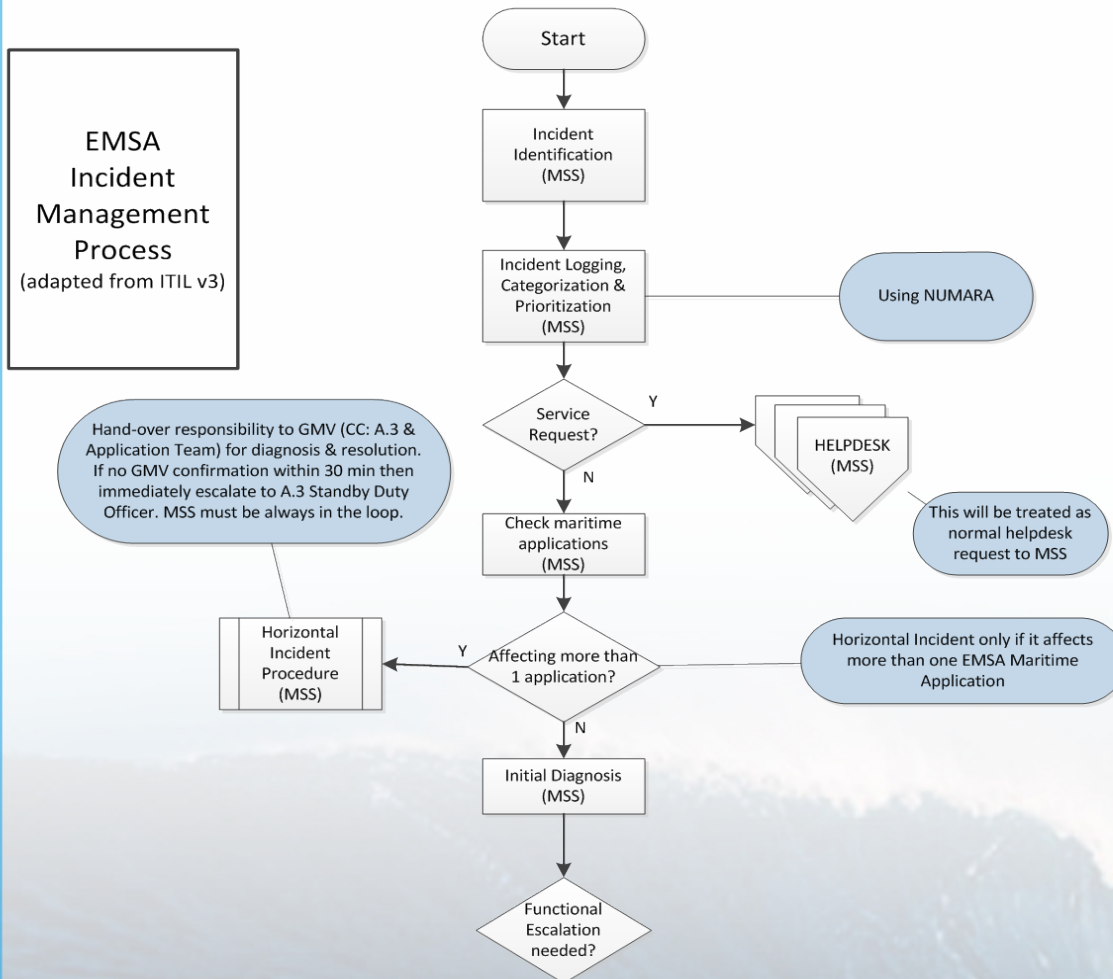 Start
EMSA
Incident
Management
Process
(adapted from ITIL v3)
Incident
Identification
(MSS)
Incident Logging,
Categorization &
Prioritization
(MSS)
Using NUMARA
Service
Request?
Y
N
HELPDESK
(MSS)
This will be treated as
normal helpdesk
request to MSS
Hand-over responsibility to GMV (CC: A.3 &
Application Team) for diagnosis & resolution.
If no GMV confirmation within 30 min then
immediately escalate to A.3 Standby Duty
Officer. MSS must be always in the loop.
Check maritime
applications
(MSS)
Horizontal
Incident
Procedure
(MSS)
Y
Affecting more than
1 application?
N
Horizontal Incident only if it affects
more than one EMSA Maritime
Application
Initial Diagnosis
(MSS)
Functional
Escalation
needed?